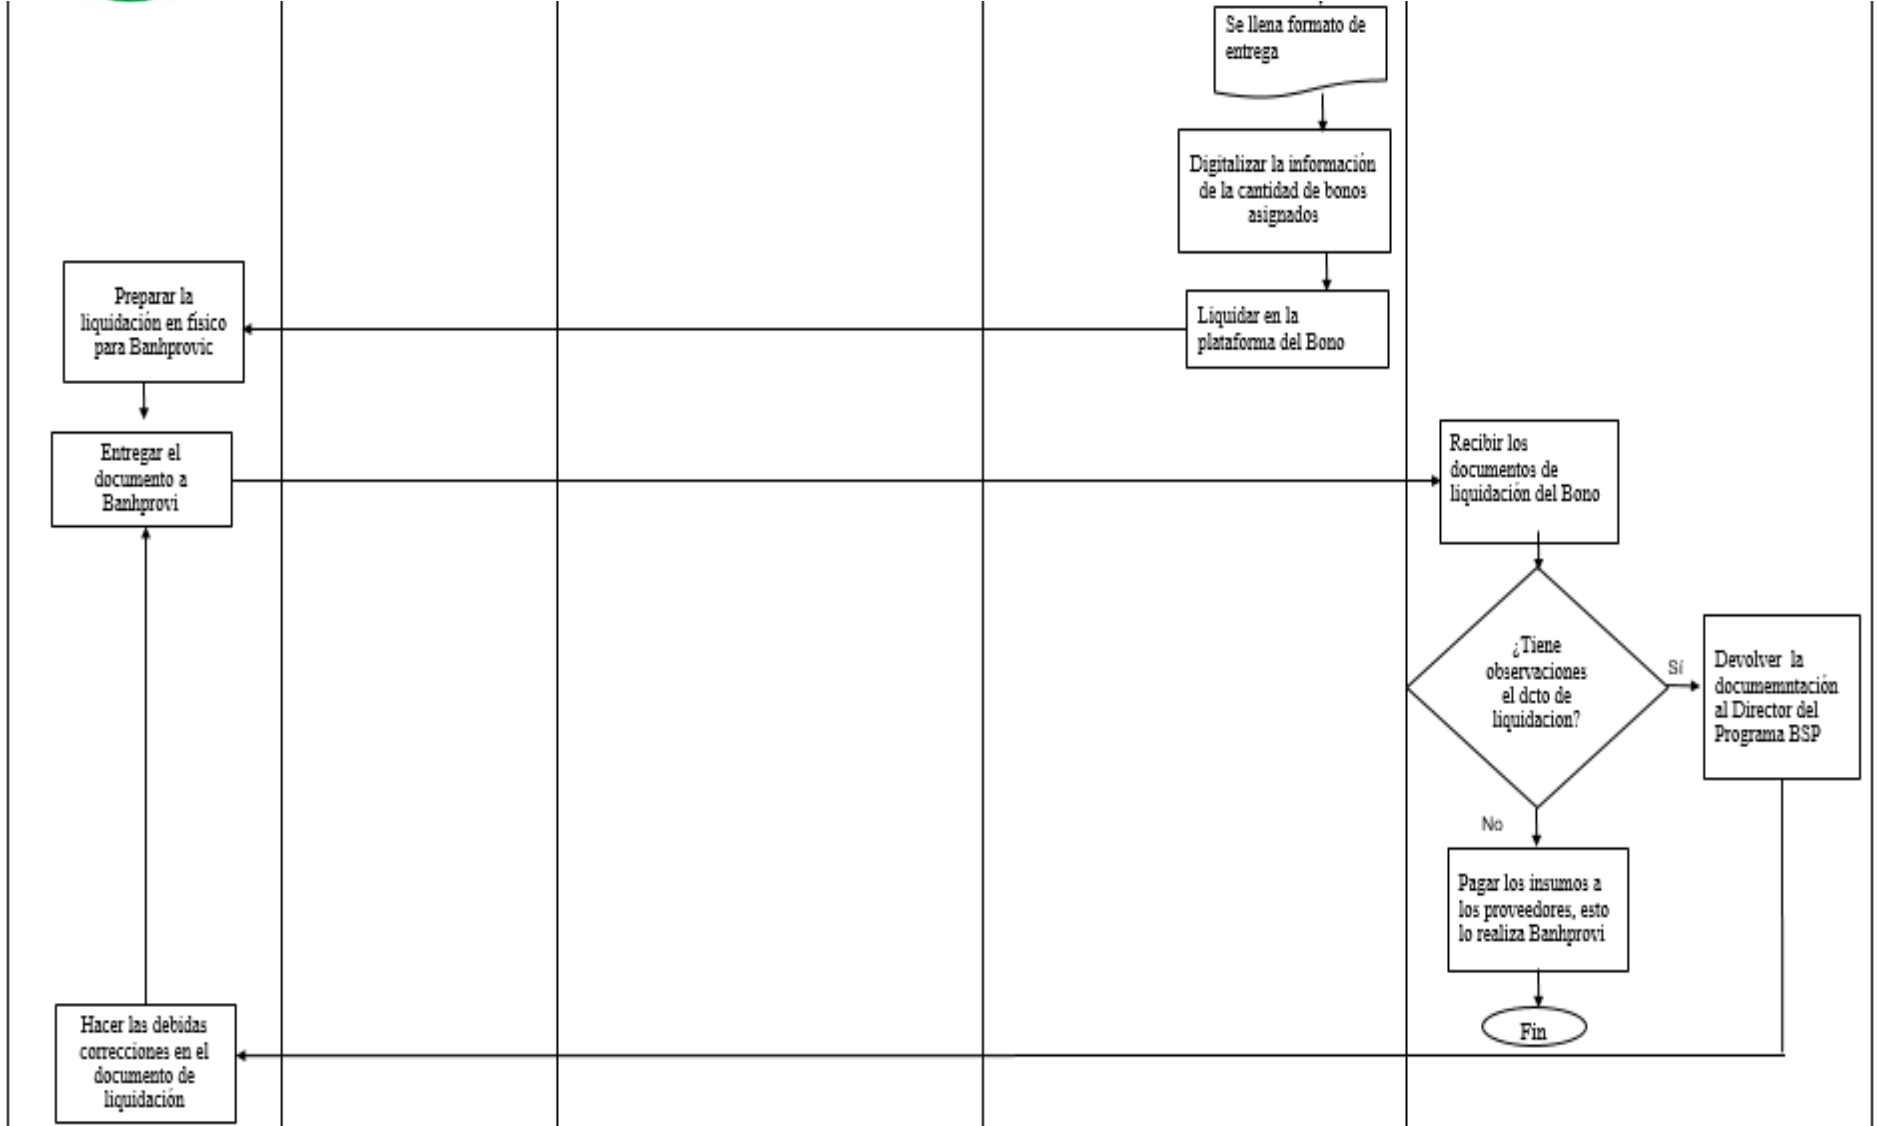 Se llena formato de
entrega
Digitalizar la información
de la cantidad de bonos
asignados
Preparar la
liquidación en físico
para Banhprovic
Liquidar en la
plataforma del Bono
Entregar el
documento a
Banhprovi
Recibir los
documentos de
liquidación del Bono
¿Tiene
observaciones
el dcto de
liquidacion?
Sí
Devolver la
documemntación
al Director del
Programa BSP
No
Pagar los insumos a
los proveedores, esto
lo realiza Banhprovi
Fin
Hacer las debidas
correcciones en el
documento de
liquidación